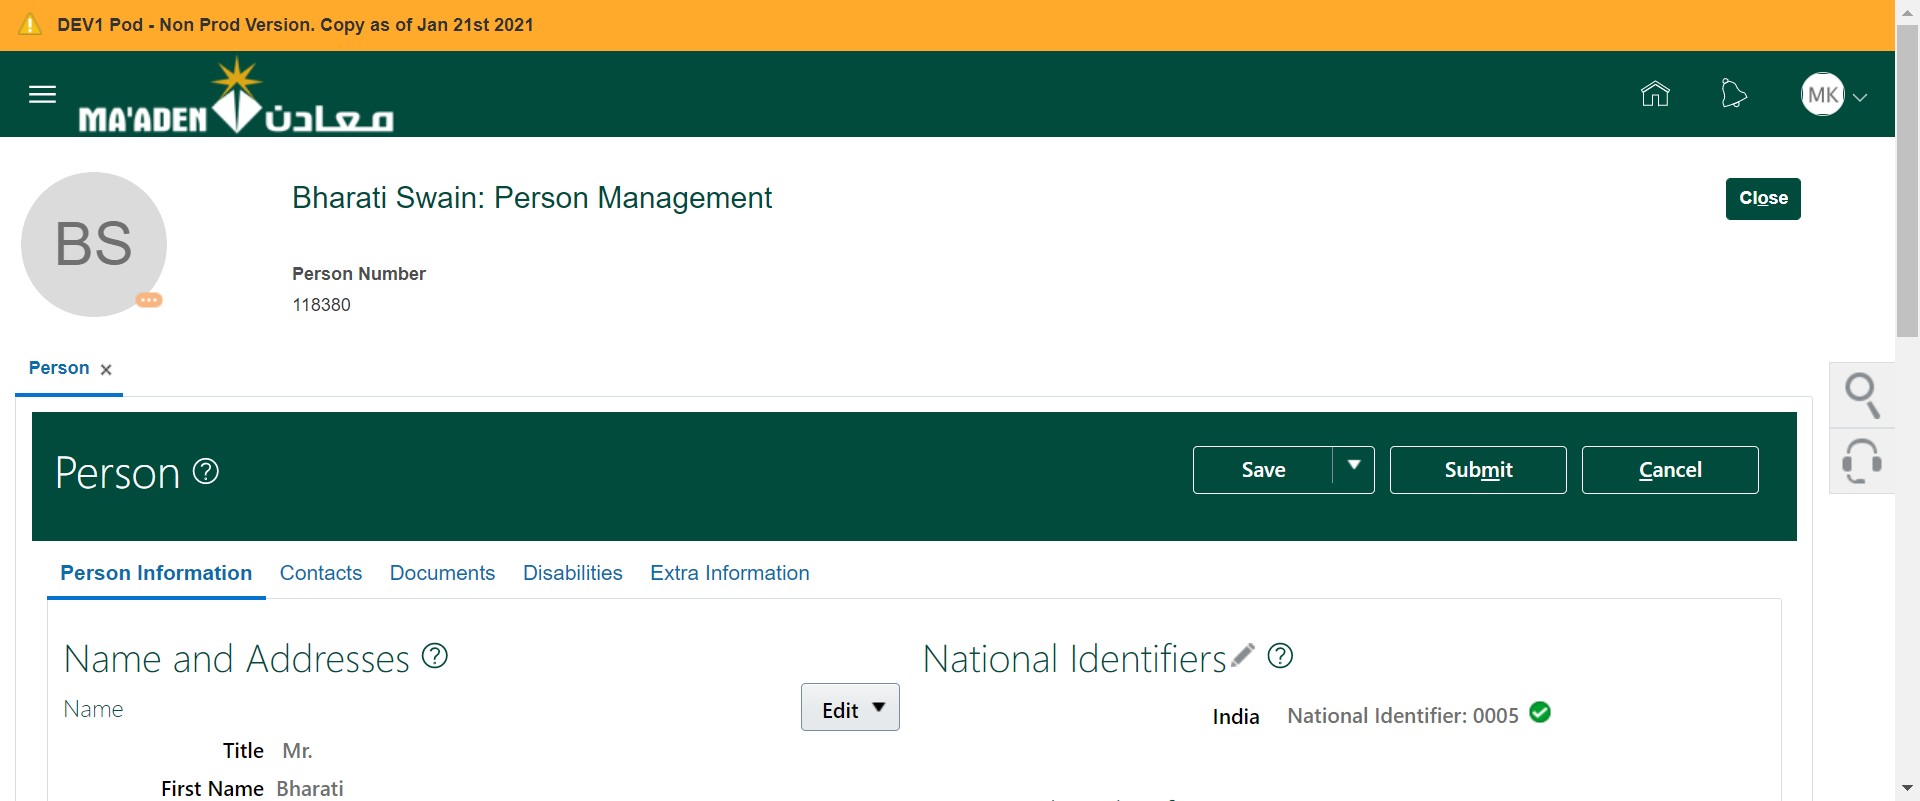 DEV1 Pod - Non Prod Version. Copy as of Jan 21st 2021
MA'ADEN معادن
MK
BS
Bharati Swain: Person Management
Close
Person Number
118380
Person
Person
Save
Submit
Cancel
Person Information Contacts Documents Disabilities Extra Information
Name and Addresses
National Identifiers
Name
Edit
India National Identifier: 0005
Title Mr.
First Name Bharati